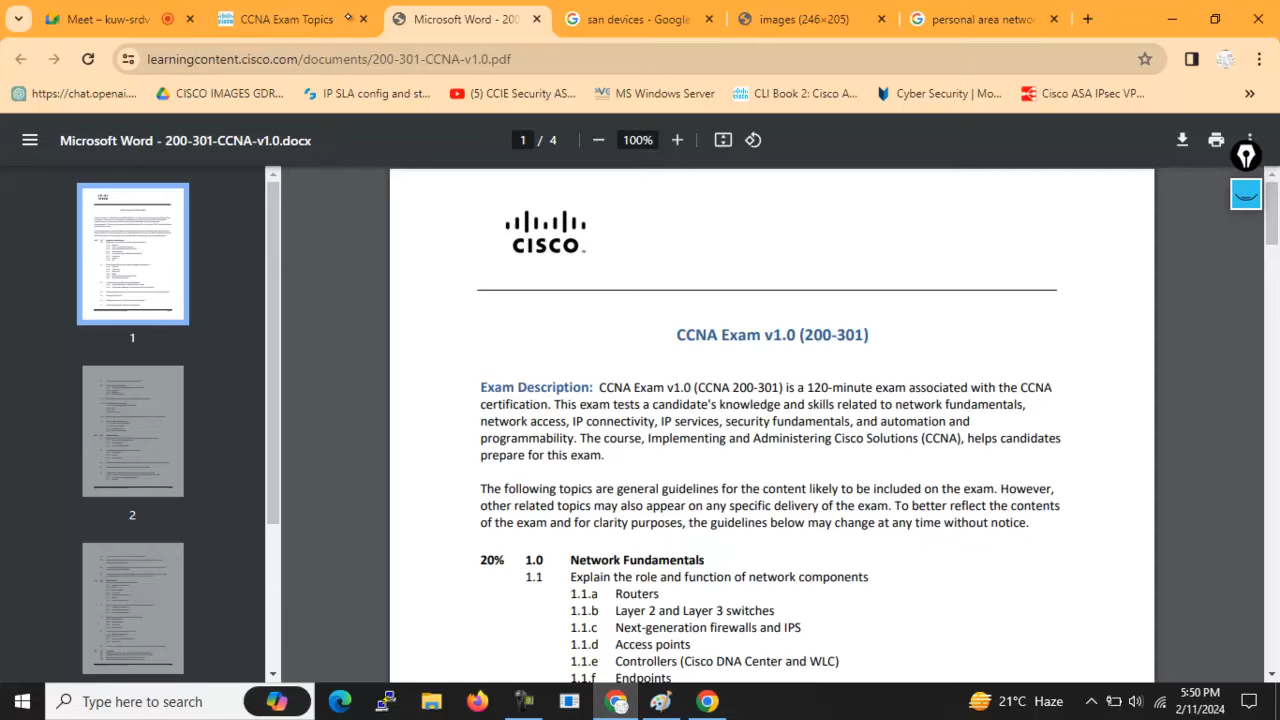 Meet – kuw-srdv
CCNA Exam Topics
Microsoft Word - 200
san devices - Google
images (246×205)
personal area netwo
learningcontent.cisco.com/documents/200-301-CCNA-v1.0.pdf
https://chat.openai....
CISCO IMAGES GDR...
IP SLA config and st...
(5) CCIE Security AS...
MS Windows Server
CLI Book 2: Cisco A...
Cyber Security | Mo...
Cisco ASA IPsec VP...
»
Microsoft Word - 200-301-CCNA-v1.0.docx
1 / 4
100%
1
2
CISCO
CCNA Exam v1.0 (200-301)
Exam Description: CCNA Exam v1.0 (CCNA 200-301) is a 120-minute exam associated with the CCNA
certification. This exam tests a candidate's knowledge and skills related to network fundamentals,
network access, IP connectivity, IP services, security fundamentals, and automation and
programmability. The course, Implementing and Administering Cisco Solutions (CCNA), helps candidates
prepare for this exam.
The following topics are general guidelines for the content likely to be included on the exam. However,
other related topics may also appear on any specific delivery of the exam. To better reflect the contents
of the exam and for clarity purposes, the guidelines below may change at any time without notice.
20% 1.0 Network Fundamentals
1.1 Explain the role and function of network components
1.1.a Routers
1.1.b Layer 2 and Layer 3 switches
1.1.c Next-generation firewalls and IPS
1.1.d Access points
1.1.e Controllers (Cisco DNA Center and WLC)
1.1.f Endpoints
Type here to search
21°C Haze
5:50 PM
2/11/2024